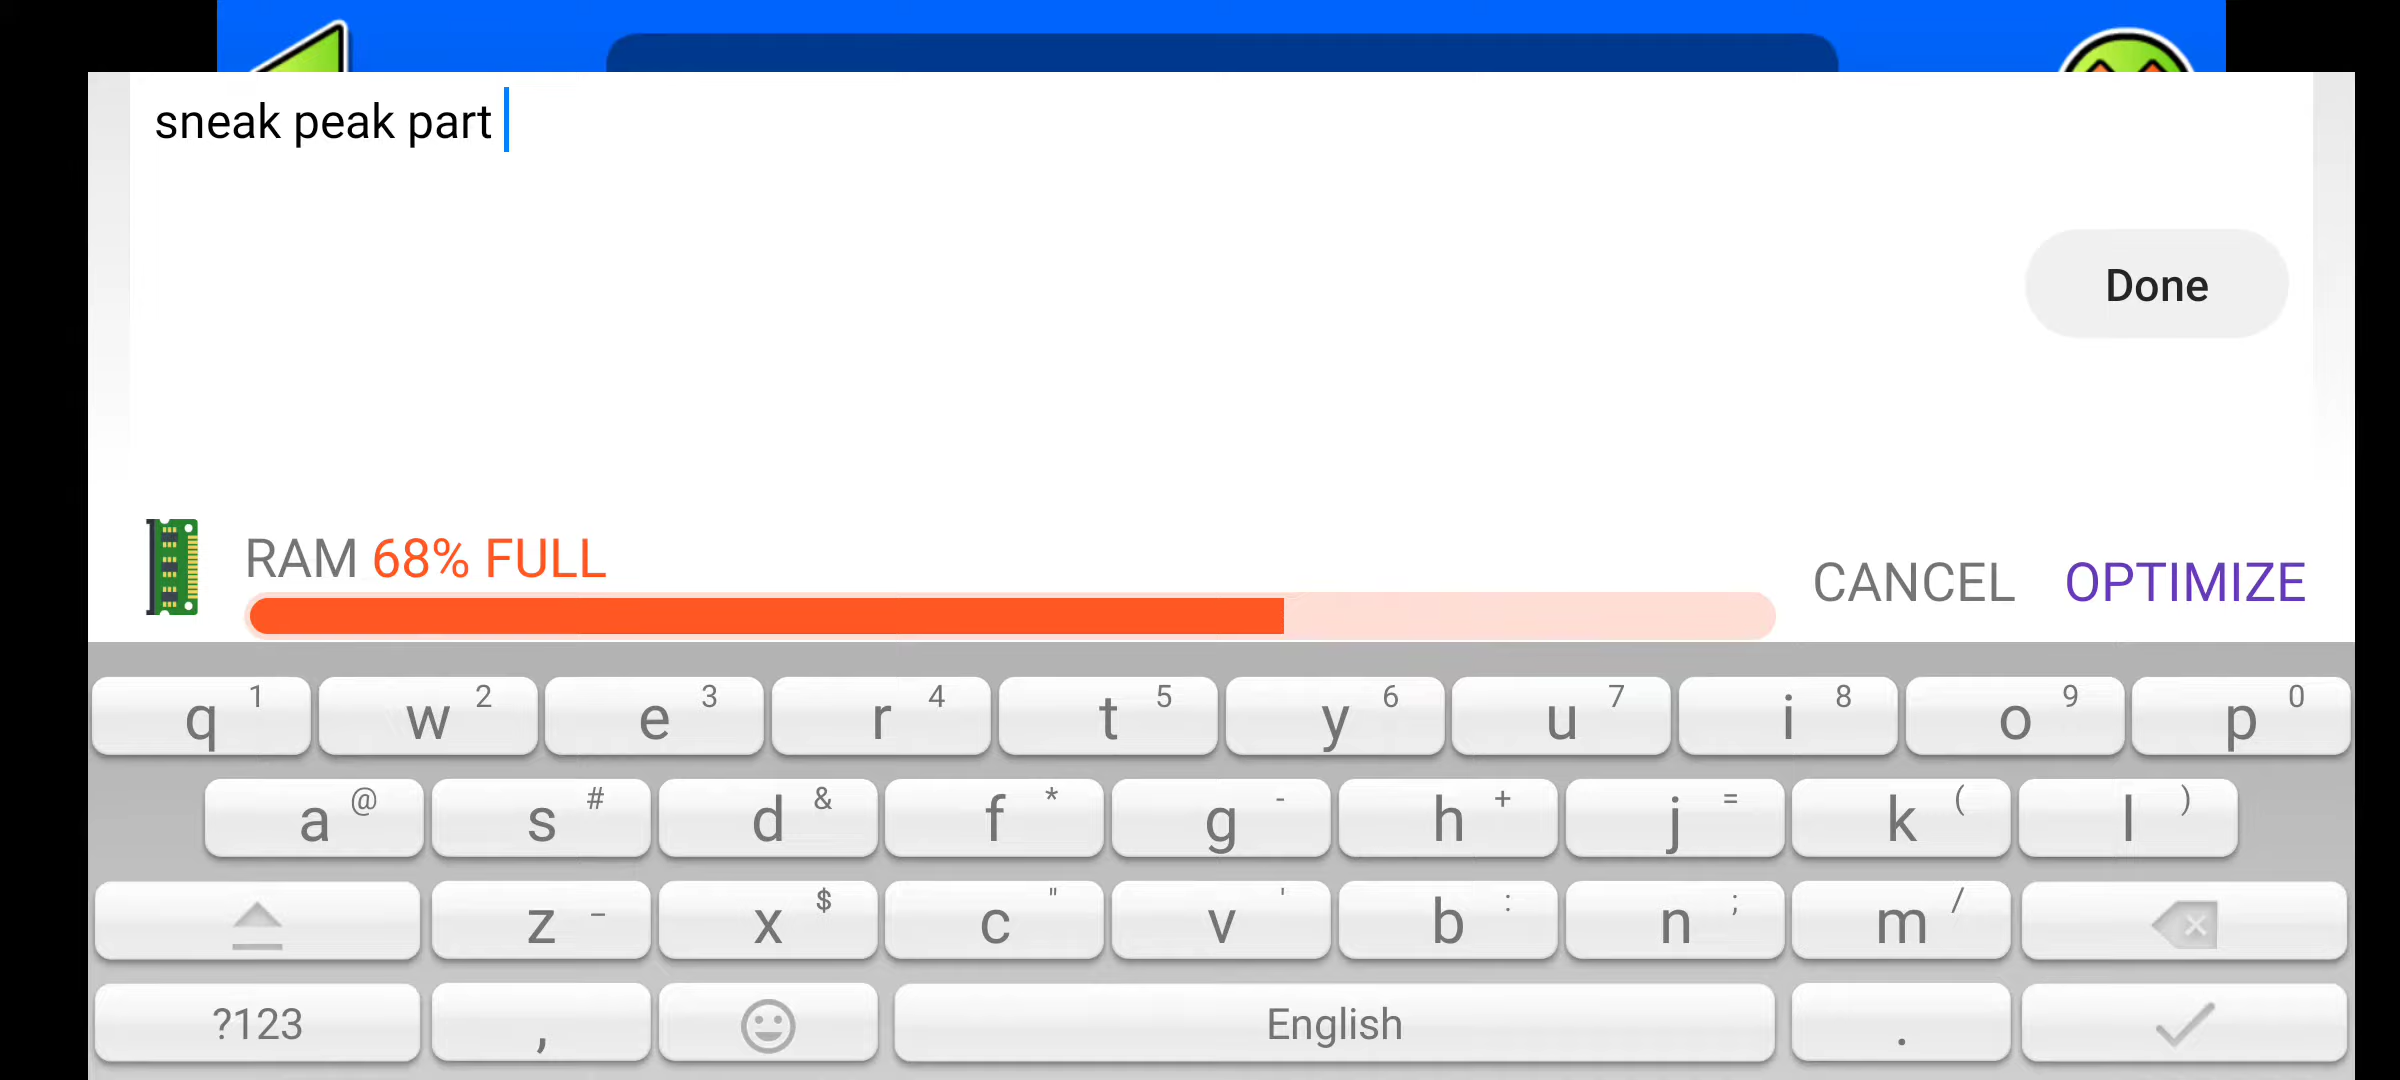 sneak peak part
Done
RAM 68% FULL
CANCEL OPTIMIZE
q 1 w 2 e 3 r 4 t 5 y 6 u 7 i 8 o 9 p 0
a @ s # d & f * g - h + j = k ( l )
z _ x $ c " v ' b : n ; m /
?123 , English .